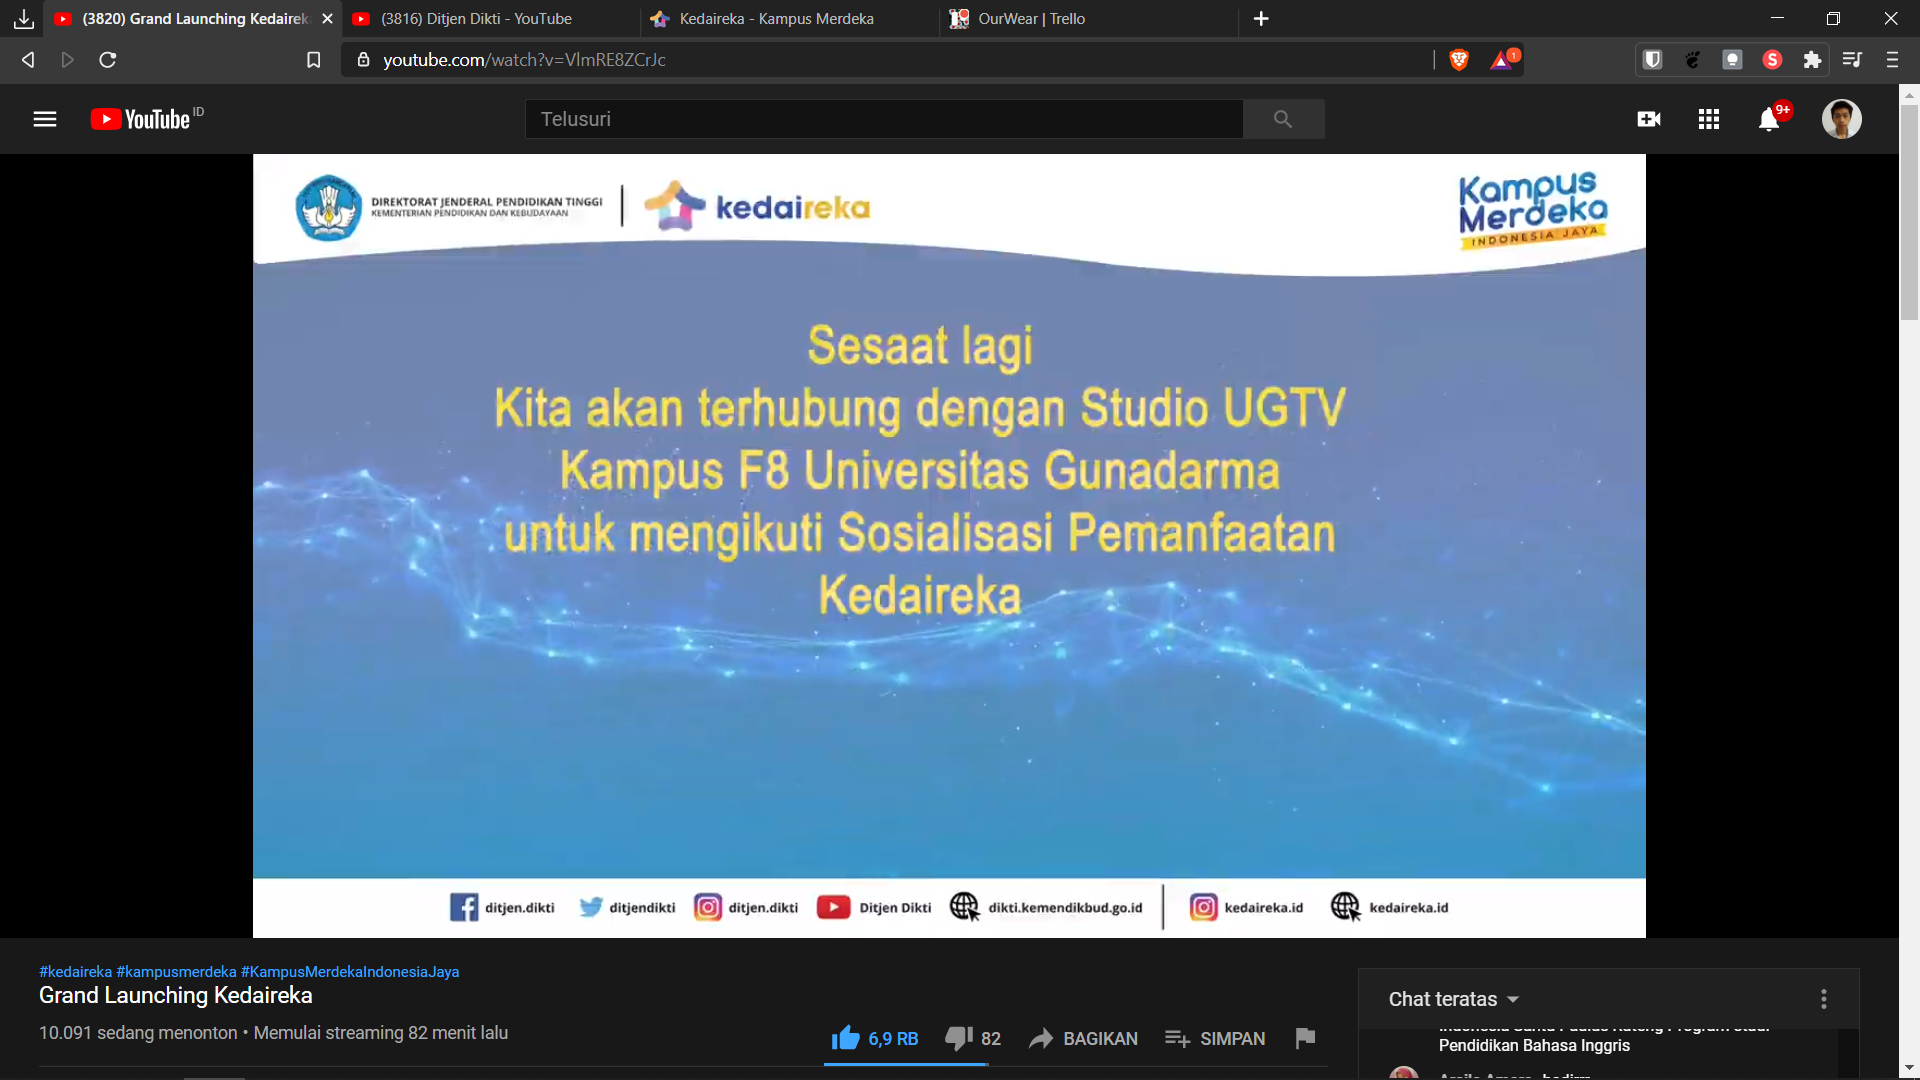 (3820) Grand Launching Kedairek
(3816) Ditjen Dikti - YouTube
Kedaireka - Kampus Merdeka
OurWear | Trello
youtube.com/watch?v=VlmRE8ZCrJc
1
S
YouTube ID
Telusuri
9+
DIREKTORAT JENDERAL PENDIDIKAN TINGGI
KEMENTERIAN PENDIDIKAN DAN KEBUDAYAAN
kedaireka
Kampus
Merdeka
INDONESIA JAYA
Sesaat lagi
Kita akan terhubung dengan Studio UGTV
Kampus F8 Universitas Gunadarma
untuk mengikuti Sosialisasi Pemanfaatan
Kedaireka
ditjen.dikti
ditjendikti
ditjen.dikti
Ditjen Dikti
dikti.kemendikbud.go.id
kedaireka.id
kedaireka.id
#kedaireka #kampusmerdeka #KampusMerdekaIndonesiaJaya
Grand Launching Kedaireka
10.091 sedang menonton • Memulai streaming 82 menit lalu
6,9 RB
82
BAGIKAN
SIMPAN
Chat teratas
Pendidikan Bahasa Inggris